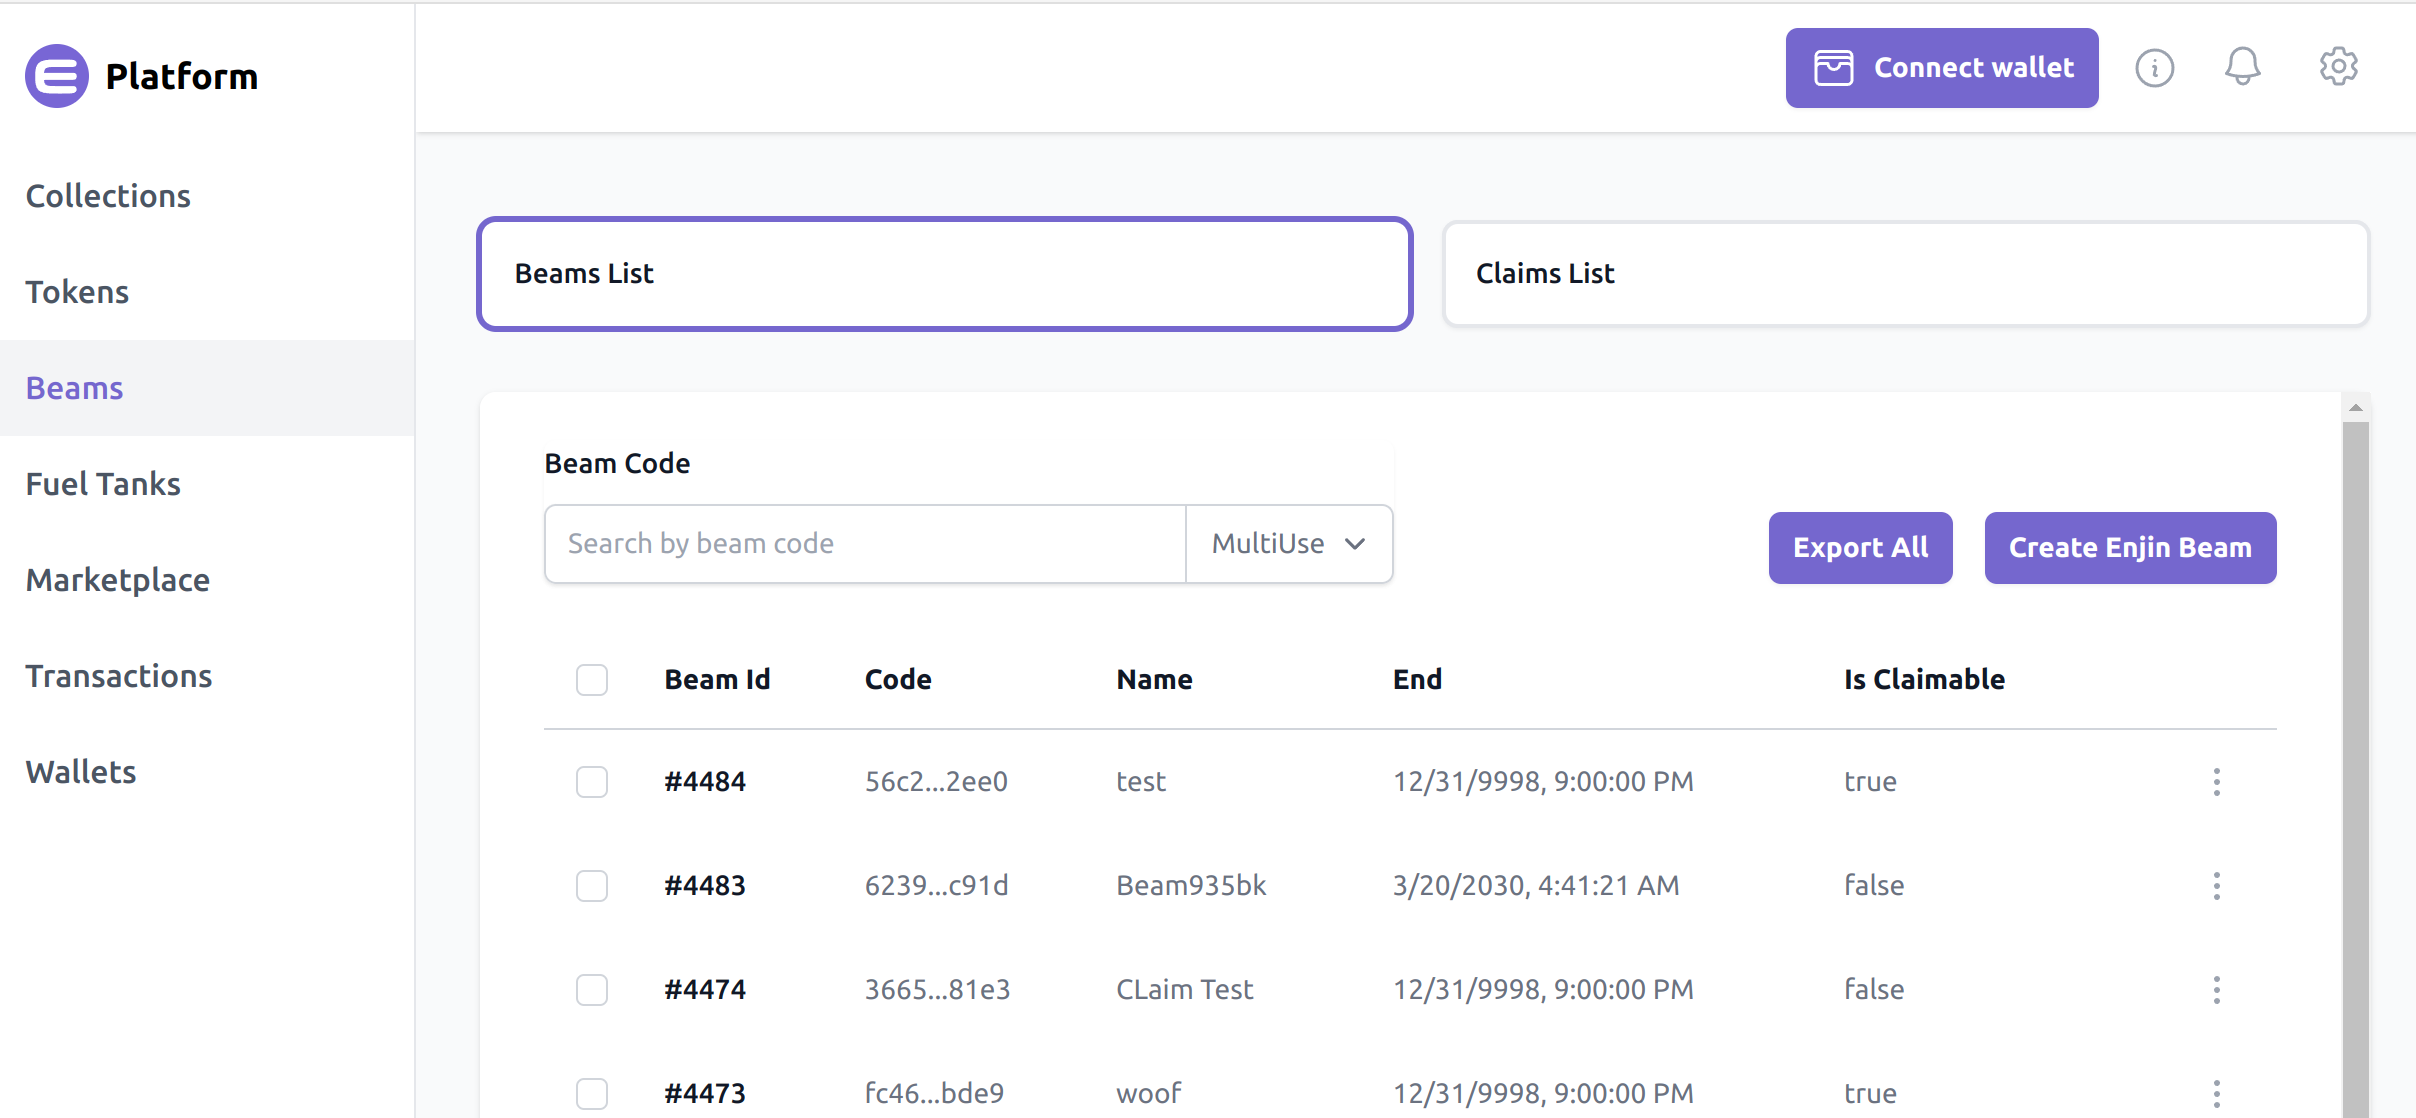 Platform
Connect wallet
Collections
Tokens
Beams
Fuel Tanks
Marketplace
Transactions
Wallets
Beams List
Claims List
Beam Code
Search by beam code
MultiUse
Export All
Create Enjin Beam
Beam Id Code Name End Is Claimable
#4484 56c2...2ee0 test 12/31/9998, 9:00:00 PM true
#4483 6239...c91d Beam935bk 3/20/2030, 4:41:21 AM false
#4474 3665...81e3 CLaim Test 12/31/9998, 9:00:00 PM false
#4473 fc46...bde9 woof 12/31/9998, 9:00:00 PM true